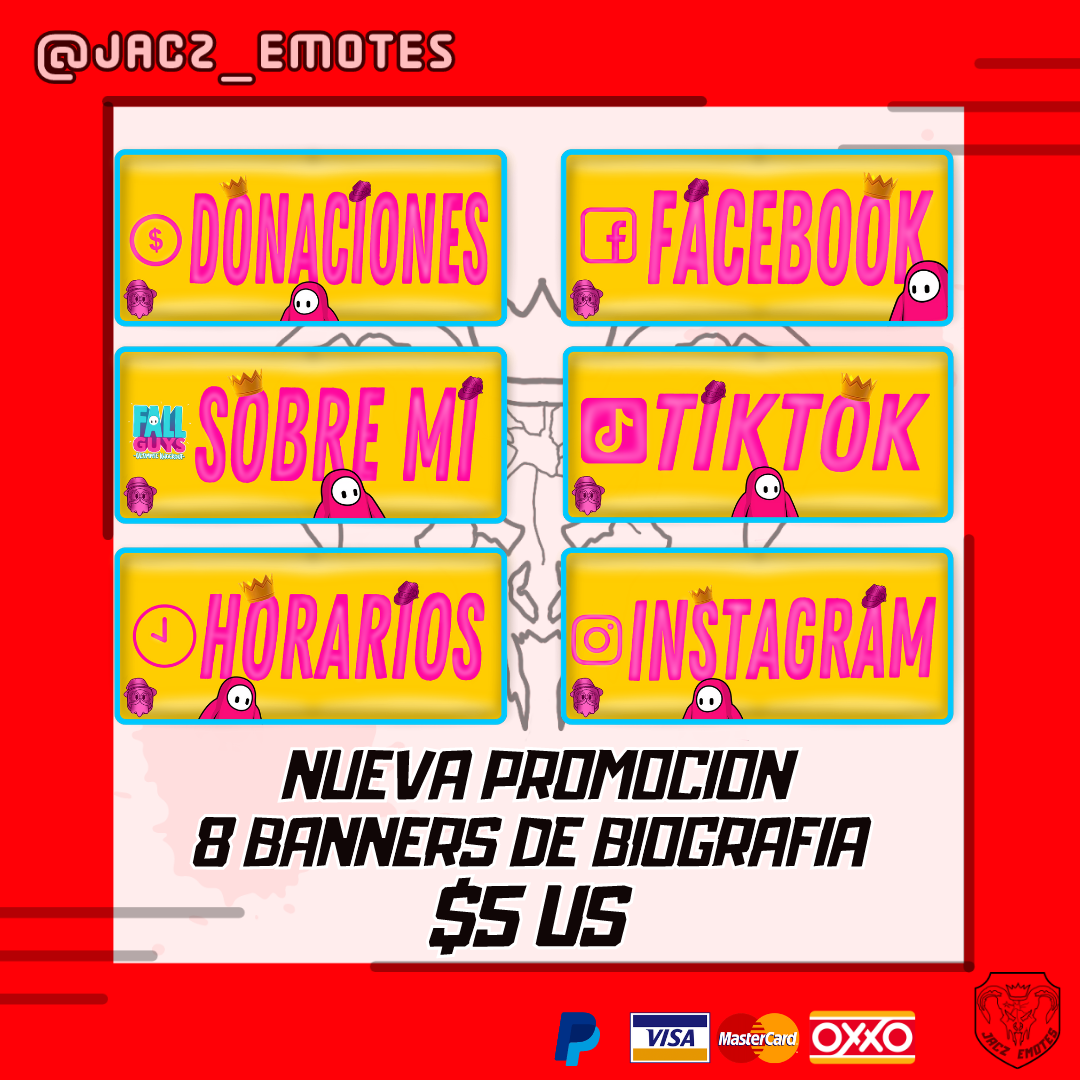 @JACZ_EMOTES
$ DONACIONES
FACEBOOK
FALL
GUYS
SOBRE MI
TIKTOK
HORARIOS
INSTAGRAM
NUEVA PROMOCION
8 BANNERS DE BIOGRAFIA
$5 US
VISA MasterCard OXXO
JACZ EMOTES